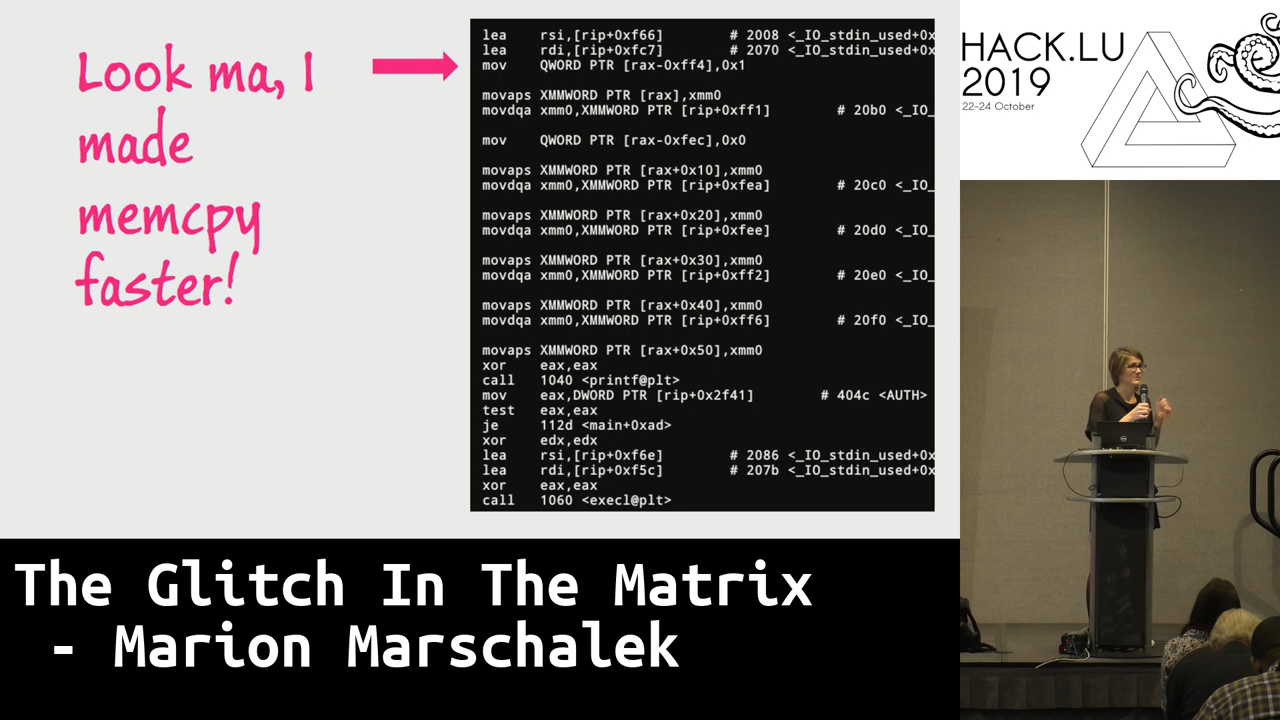 Look ma, I
made
memcpy
faster!
lea rsi,[rip+0xf66] # 2008 <_IO_stdin_used+0x
lea rdi,[rip+0xfc7] # 2070 <_IO_stdin_used+0x
mov QWORD PTR [rax-0xff4],0x1
movaps XMMWORD PTR [rax],xmm0
movdqa xmm0,XMMWORD PTR [rip+0xff1] # 20b0 <_IO_
mov QWORD PTR [rax-0xfec],0x0
movaps XMMWORD PTR [rax+0x10],xmm0
movdqa xmm0,XMMWORD PTR [rip+0xfea] # 20c0 <_IO_
movaps XMMWORD PTR [rax+0x20],xmm0
movdqa xmm0,XMMWORD PTR [rip+0xfee] # 20d0 <_IO_
movaps XMMWORD PTR [rax+0x30],xmm0
movdqa xmm0,XMMWORD PTR [rip+0xff2] # 20e0 <_IO_
movaps XMMWORD PTR [rax+0x40],xmm0
movdqa xmm0,XMMWORD PTR [rip+0xff6] # 20f0 <_IO_
movaps XMMWORD PTR [rax+0x50],xmm0
xor eax,eax
call 1040 <printf@plt>
mov eax,DWORD PTR [rip+0x2f41] # 404c <AUTH>
test eax,eax
je 112d <main+0xad>
xor edx,edx
lea rsi,[rip+0xf6e] # 2086 <_IO_stdin_used+0x
lea rdi,[rip+0xf5c] # 207b <_IO_stdin_used+0x
xor eax,eax
call 1060 <execl@plt>
HACK.LU
2019
22-24 October
The Glitch In The Matrix
- Marion Marschalek